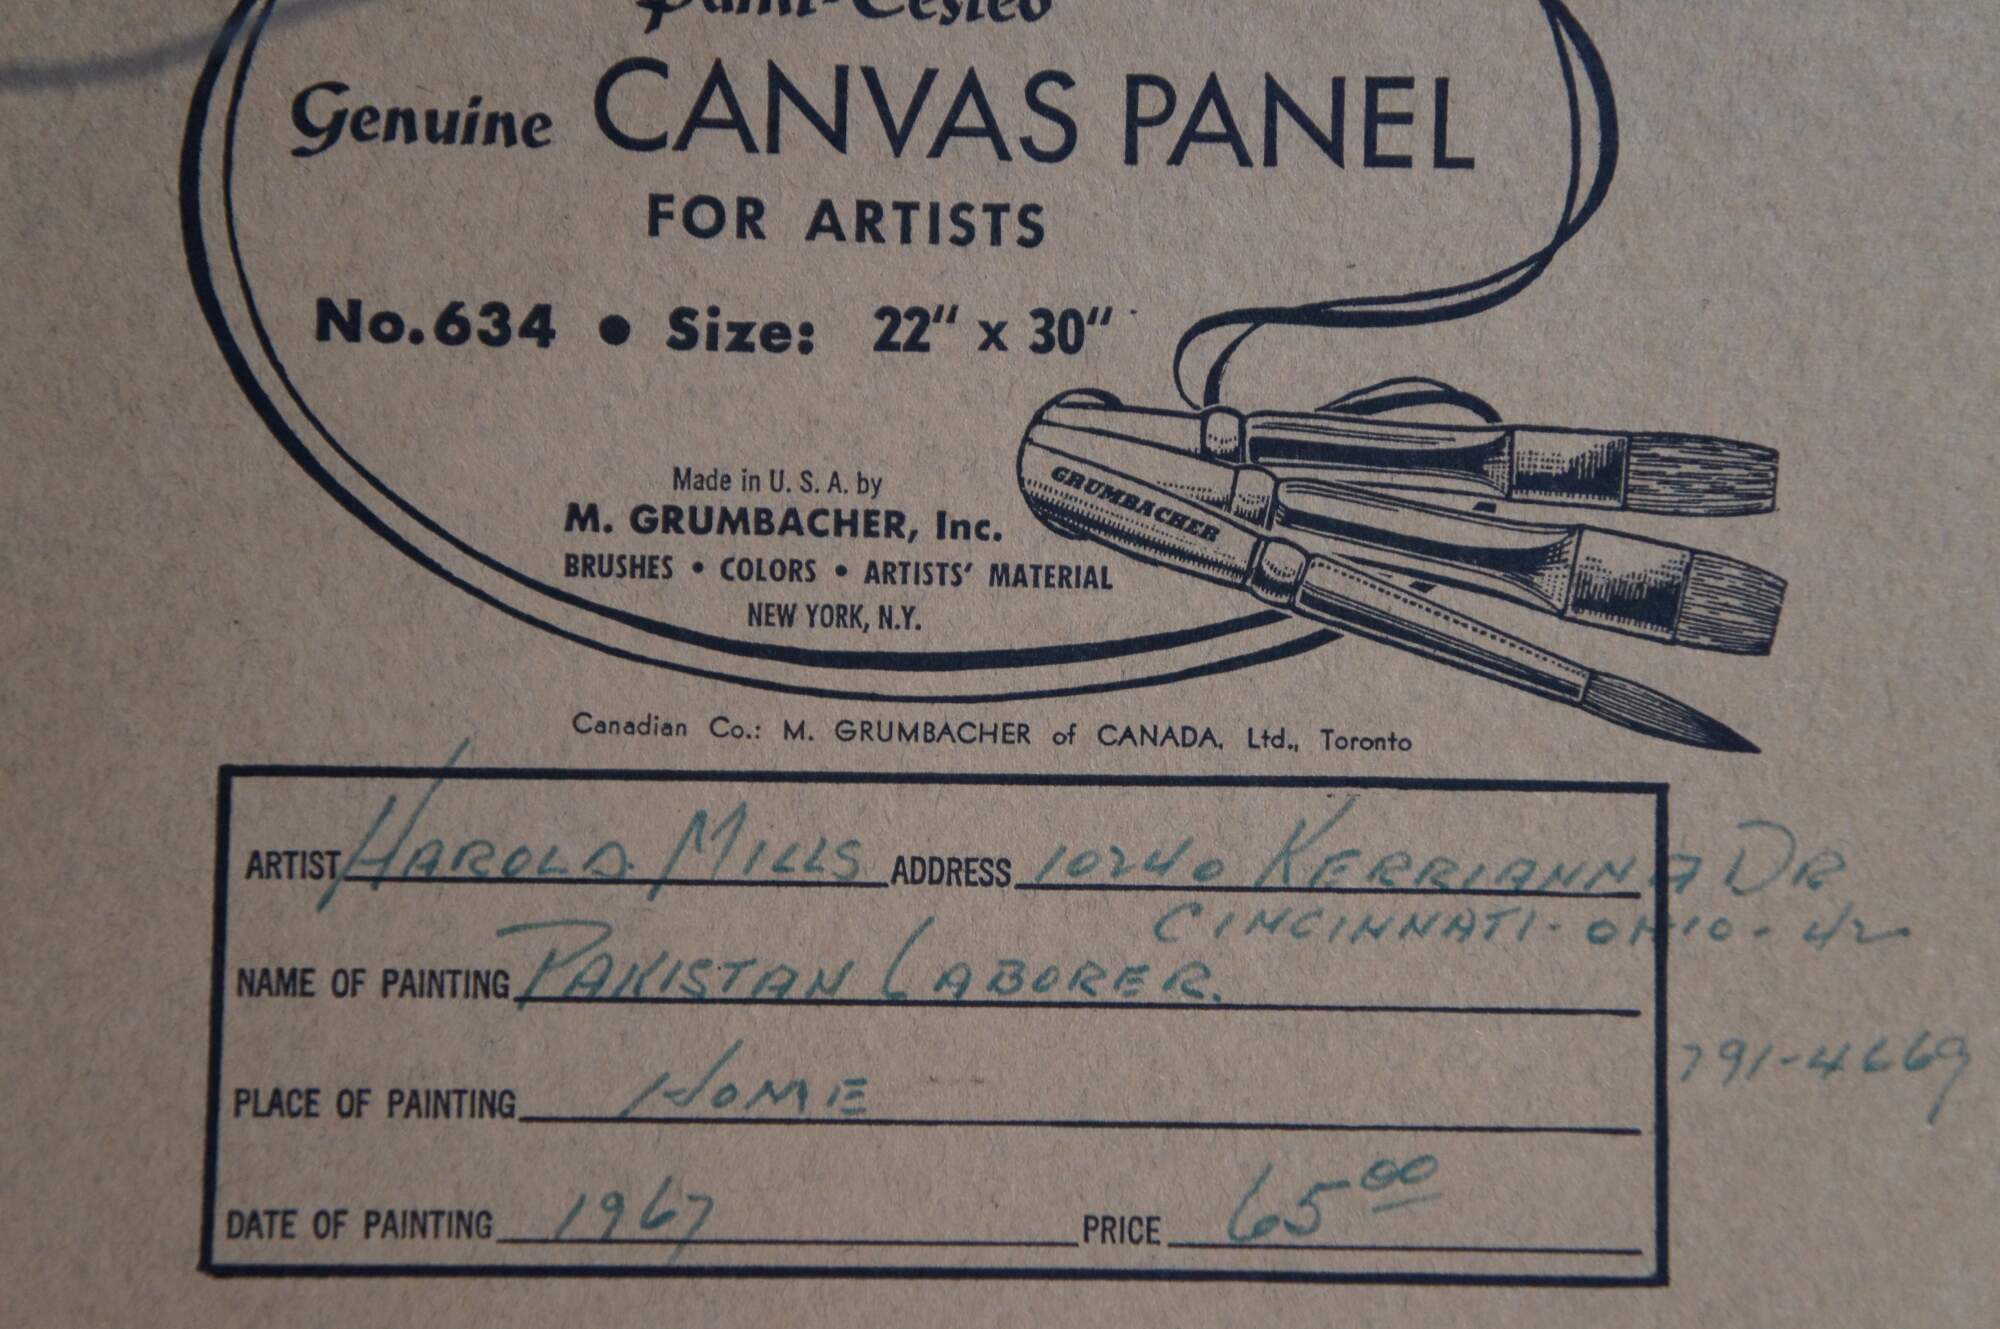 Paint-Tested
Genuine CANVAS PANEL
FOR ARTISTS
No. 634 • Size: 22" x 30"
Made in U. S. A. by
M. GRUMBACHER, Inc.
BRUSHES • COLORS • ARTISTS' MATERIAL
NEW YORK, N.Y.
GRUMBACHER
Canadian Co.: M. GRUMBACHER of CANADA, Ltd., Toronto
ARTIST HAROLD MILLS ADDRESS 10240 KERRIANNA DR
CINCINNATI - OHIO - 42
NAME OF PAINTING PAKISTAN LABORER.
791-4669
PLACE OF PAINTING HOME
DATE OF PAINTING 1967 PRICE 65 00